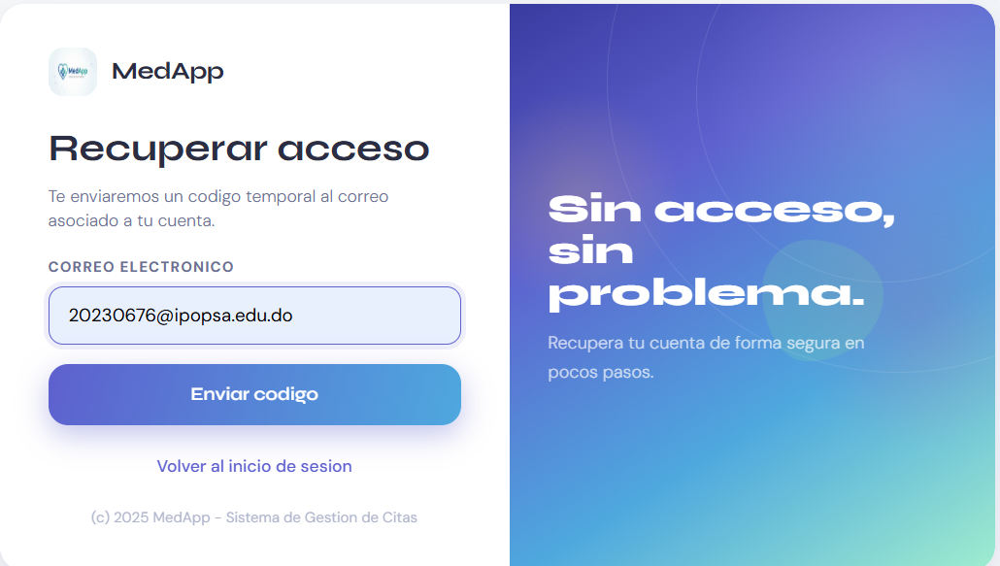 MedApp
MedApp
Recuperar acceso
Te enviaremos un codigo temporal al correo
asociado a tu cuenta.
CORREO ELECTRONICO
20230676@ipopsa.edu.do
Enviar codigo
Volver al inicio de sesion
(c) 2025 MedApp - Sistema de Gestion de Citas
Sin acceso,
sin
problema.
Recupera tu cuenta de forma segura en
pocos pasos.